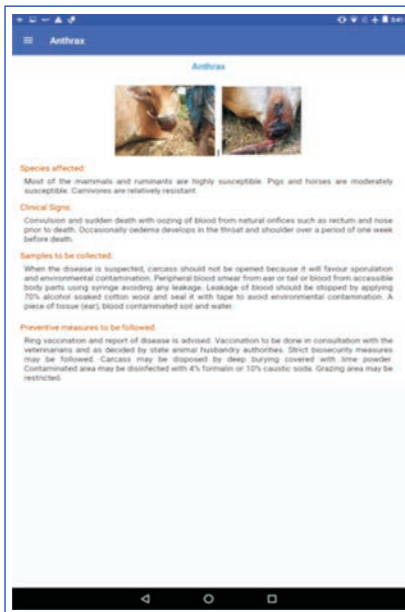 3:41
Anthrax
Anthrax
Species affected:
Most of the mammals and ruminants are highly susceptible. Pigs and horses are moderately
susceptible. Carnivores are relatively resistant.
Clinical Signs:
Convulsion and sudden death with oozing of blood from natural orifices such as rectum and nose
prior to death. Occasionally oedema develops in the throat and shoulder over a period of one week
before death.
Samples to be collected:
When the disease is suspected, carcass should not be opened because it will favour sporulation
and environmental contamination. Peripheral blood smear from ear or tail or blood from accessible
body parts using syringe avoiding any leakage. Leakage of blood should be stopped by applying
70% alcohol soaked cotton wool and seal it with tape to avoid environmental contamination. A
piece of tissue (ear), blood contaminated soil and water.
Preventive measures to be followed:
Ring vaccination and report of disease is advised. Vaccination to be done in consultation with the
veterinarians and as decided by state animal husbandry authorities. Strict biosecurity measures
may be followed. Carcass may be disposed by deep burying covered with lime powder.
Contaminated area may be disinfected with 4% formalin or 10% caustic soda. Grazing area may be
restricted.